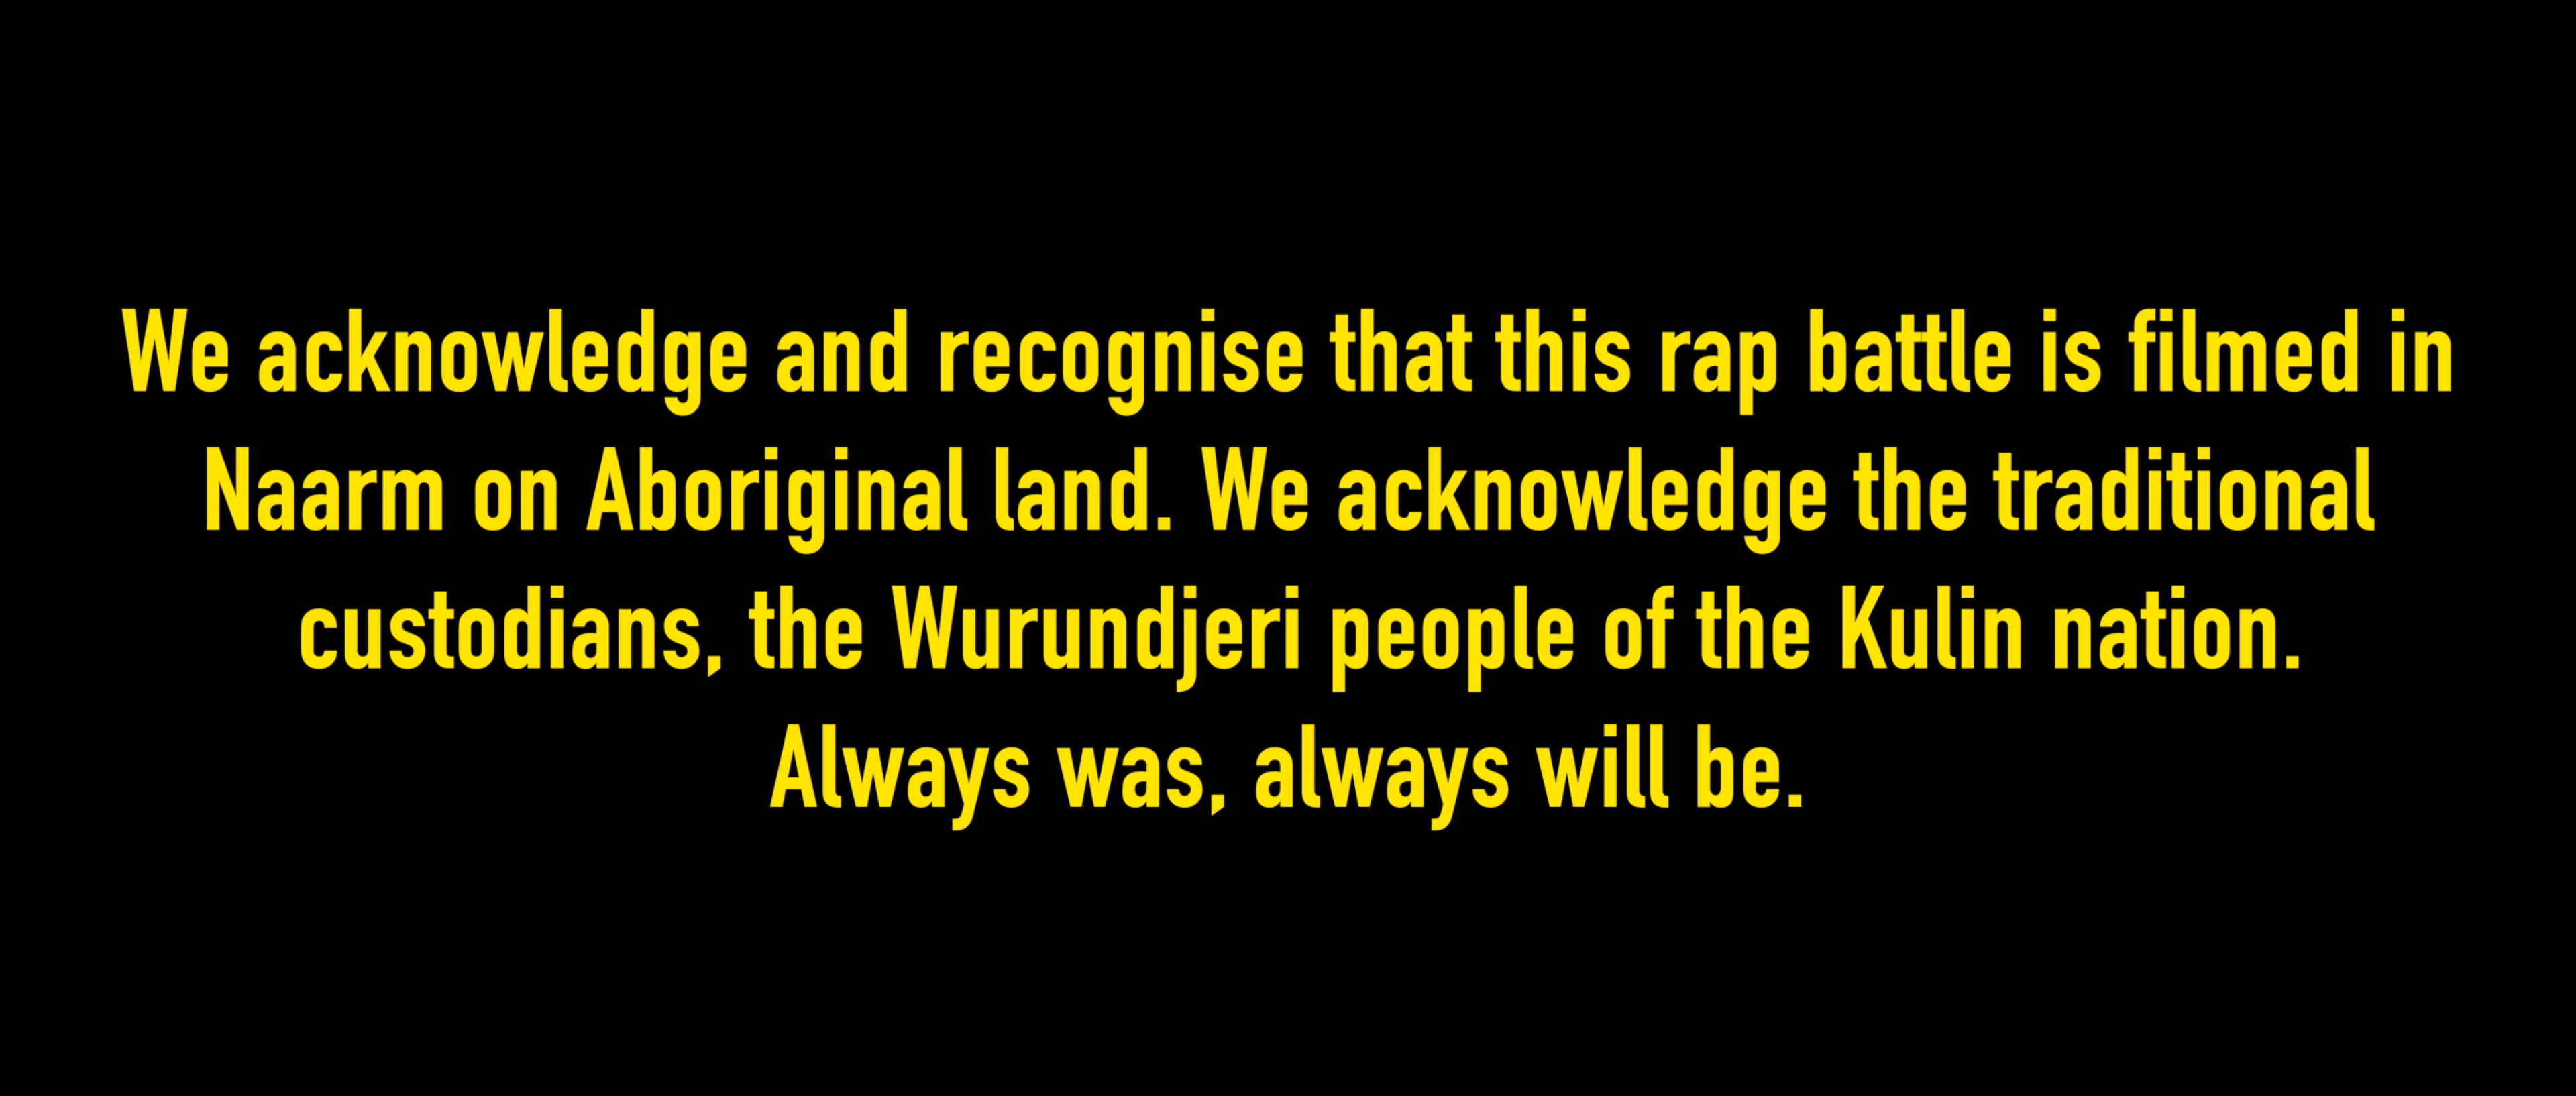 We acknowledge and recognise that this rap battle is filmed in
Naarm on Aboriginal land. We acknowledge the traditional
custodians, the Wurundjeri people of the Kulin nation.
Always was, always will be.